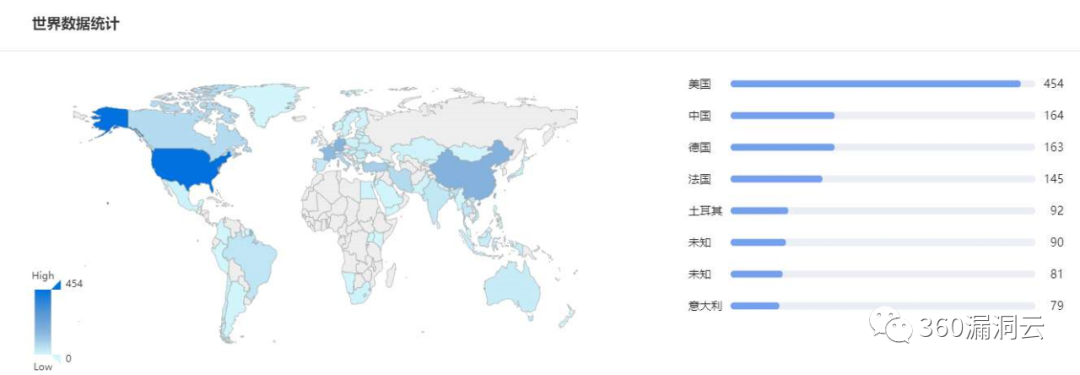 世界数据统计
High
454
0
Low
美国 454
中国 164
德国 163
法国 145
土耳其 92
未知 90
未知 81
意大利 79
360漏洞云